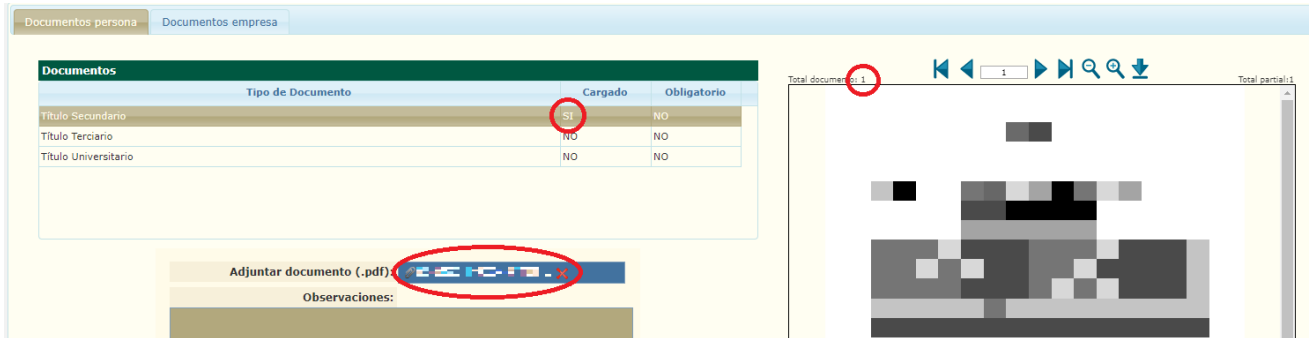 Documentos persona Documentos empresa
Documentos
Tipo de Documento Cargado Obligatorio
Título Secundario SI NO
Título Terciario NO NO
Título Universitario NO NO
Adjuntar documento (.pdf):
Observaciones:
1
Total documento: 1 Total partial:1